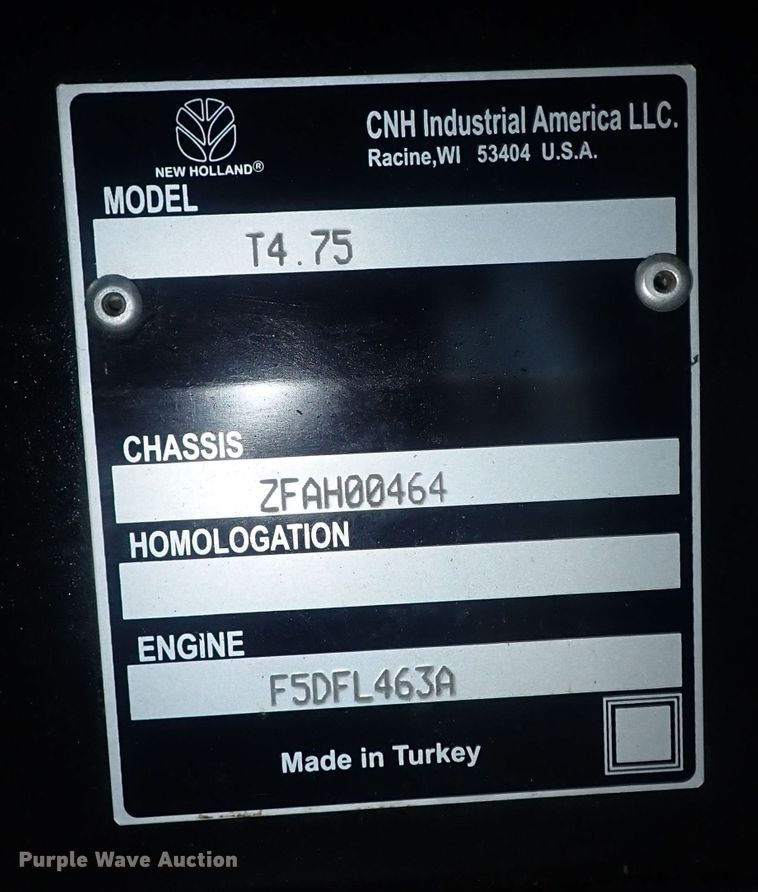 NEW HOLLAND®
CNH Industrial America LLC.
Racine,WI 53404 U.S.A.
MODEL
T4.75
CHASSIS
ZFAH00464
HOMOLOGATION
ENGiNE
F5DFL463A
Made in Turkey
Purple Wave Auction